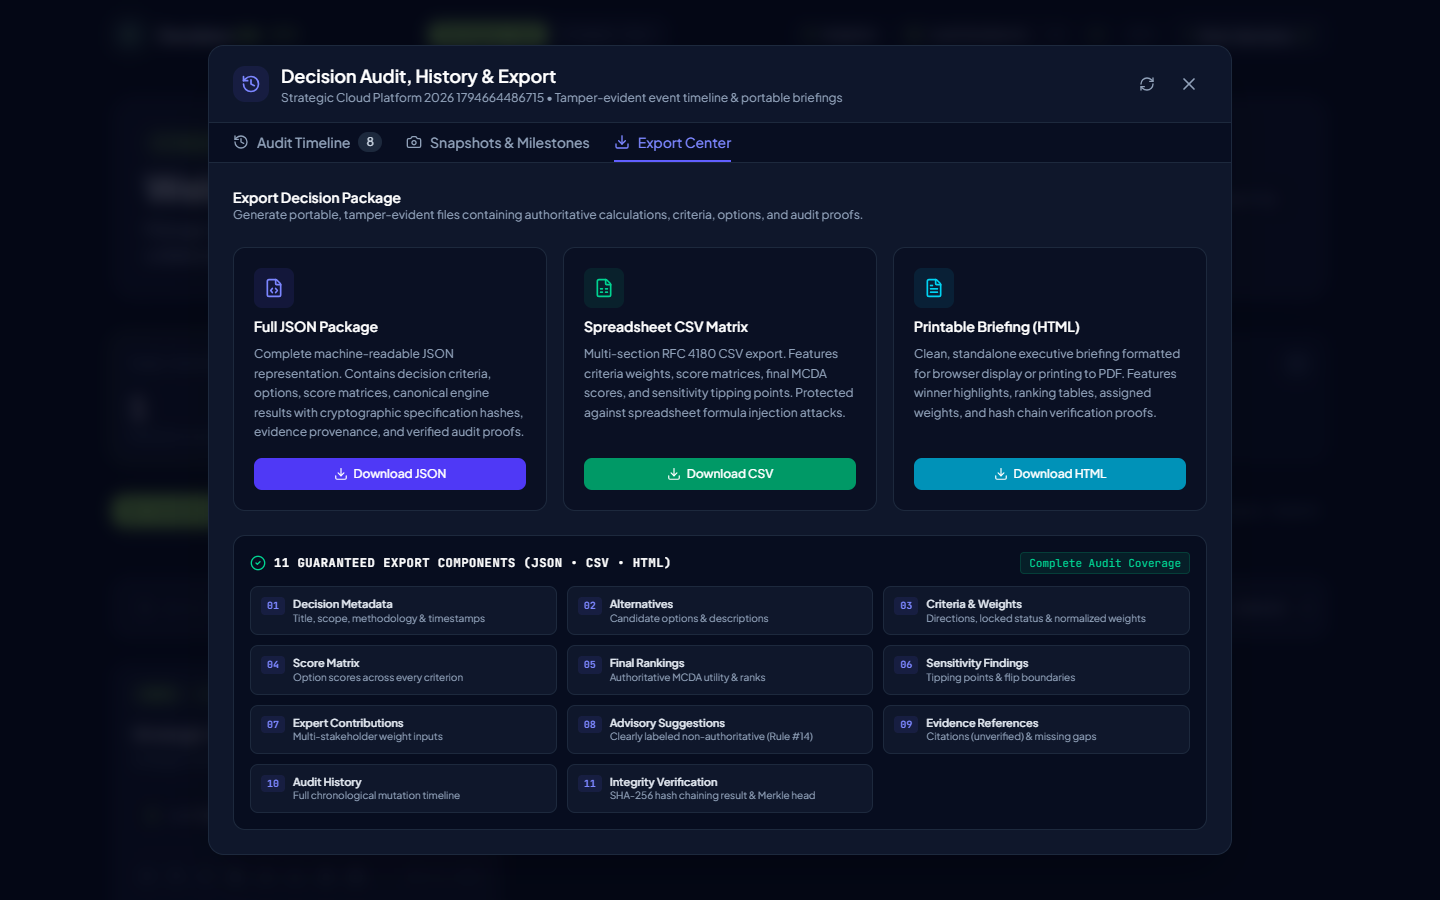 Decision Audit, History & Export
Strategic Cloud Platform 2026 1794664486715 • Tamper-evident event timeline & portable briefings
Audit Timeline 8 Snapshots & Milestones Export Center
Export Decision Package
Generate portable, tamper-evident files containing authoritative calculations, criteria, options, and audit proofs.
Full JSON Package
Complete machine-readable JSON
representation. Contains decision criteria,
options, score matrices, canonical engine
results with cryptographic specification hashes,
evidence provenance, and verified audit proofs.
Download JSON
Spreadsheet CSV Matrix
Multi-section RFC 4180 CSV export. Features
criteria weights, score matrices, final MCDA
scores, and sensitivity tipping points. Protected
against spreadsheet formula injection attacks.
Download CSV
Printable Briefing (HTML)
Clean, standalone executive briefing formatted
for browser display or printing to PDF. Features
winner highlights, ranking tables, assigned
weights, and hash chain verification proofs.
Download HTML
11 GUARANTEED EXPORT COMPONENTS (JSON • CSV • HTML)
Complete Audit Coverage
01 Decision Metadata
Title, scope, methodology & timestamps
02 Alternatives
Candidate options & descriptions
03 Criteria & Weights
Directions, locked status & normalized weights
04 Score Matrix
Option scores across every criterion
05 Final Rankings
Authoritative MCDA utility & ranks
06 Sensitivity Findings
Tipping points & flip boundaries
07 Expert Contributions
Multi-stakeholder weight inputs
08 Advisory Suggestions
Clearly labeled non-authoritative (Rule #14)
09 Evidence References
Citations (unverified) & missing gaps
10 Audit History
Full chronological mutation timeline
11 Integrity Verification
SHA-256 hash chaining result & Merkle head